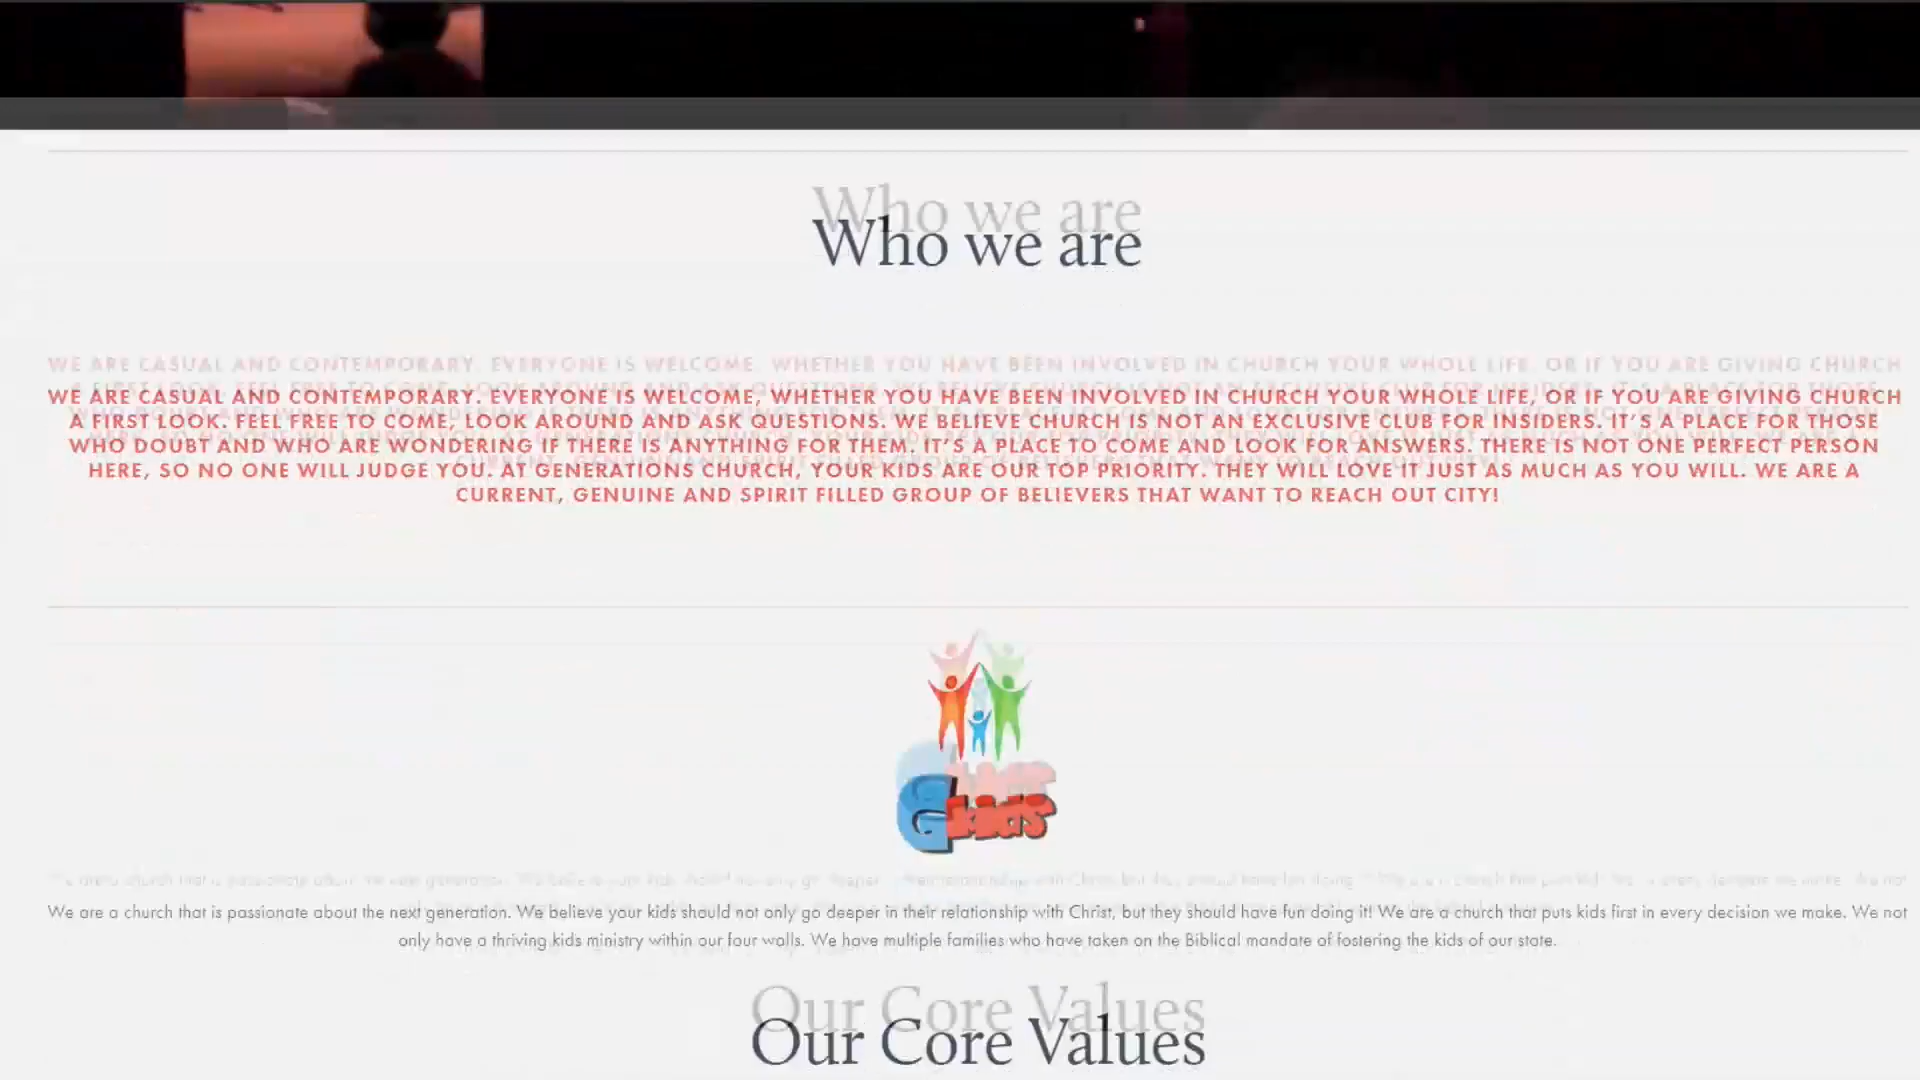 Who we are
WE ARE CASUAL AND CONTEMPORARY. EVERYONE IS WELCOME, WHETHER YOU HAVE BEEN INVOLVED IN CHURCH YOUR WHOLE LIFE, OR IF YOU ARE GIVING CHURCH
A FIRST LOOK. FEEL FREE TO COME, LOOK AROUND AND ASK QUESTIONS. WE BELIEVE CHURCH IS NOT AN EXCLUSIVE CLUB FOR INSIDERS. IT'S A PLACE FOR THOSE
WHO DOUBT AND WHO ARE WONDERING IF THERE IS ANYTHING FOR THEM. IT'S A PLACE TO COME AND LOOK FOR ANSWERS. THERE IS NOT ONE PERFECT PERSON
HERE, SO NO ONE WILL JUDGE YOU. AT GENERATIONS CHURCH, YOUR KIDS ARE OUR TOP PRIORITY. THEY WILL LOVE IT JUST AS MUCH AS YOU WILL. WE ARE A
CURRENT, GENUINE AND SPIRIT FILLED GROUP OF BELIEVERS THAT WANT TO REACH OUT CITY!
G kids
We are a church that is passionate about the next generation. We believe your kids should not only go deeper in their relationship with Christ, but they should have fun doing it! We are a church that puts kids first in every decision we make. We not
only have a thriving kids ministry within our four walls. We have multiple families who have taken on the Biblical mandate of fostering the kids of our state.
Our Core Values